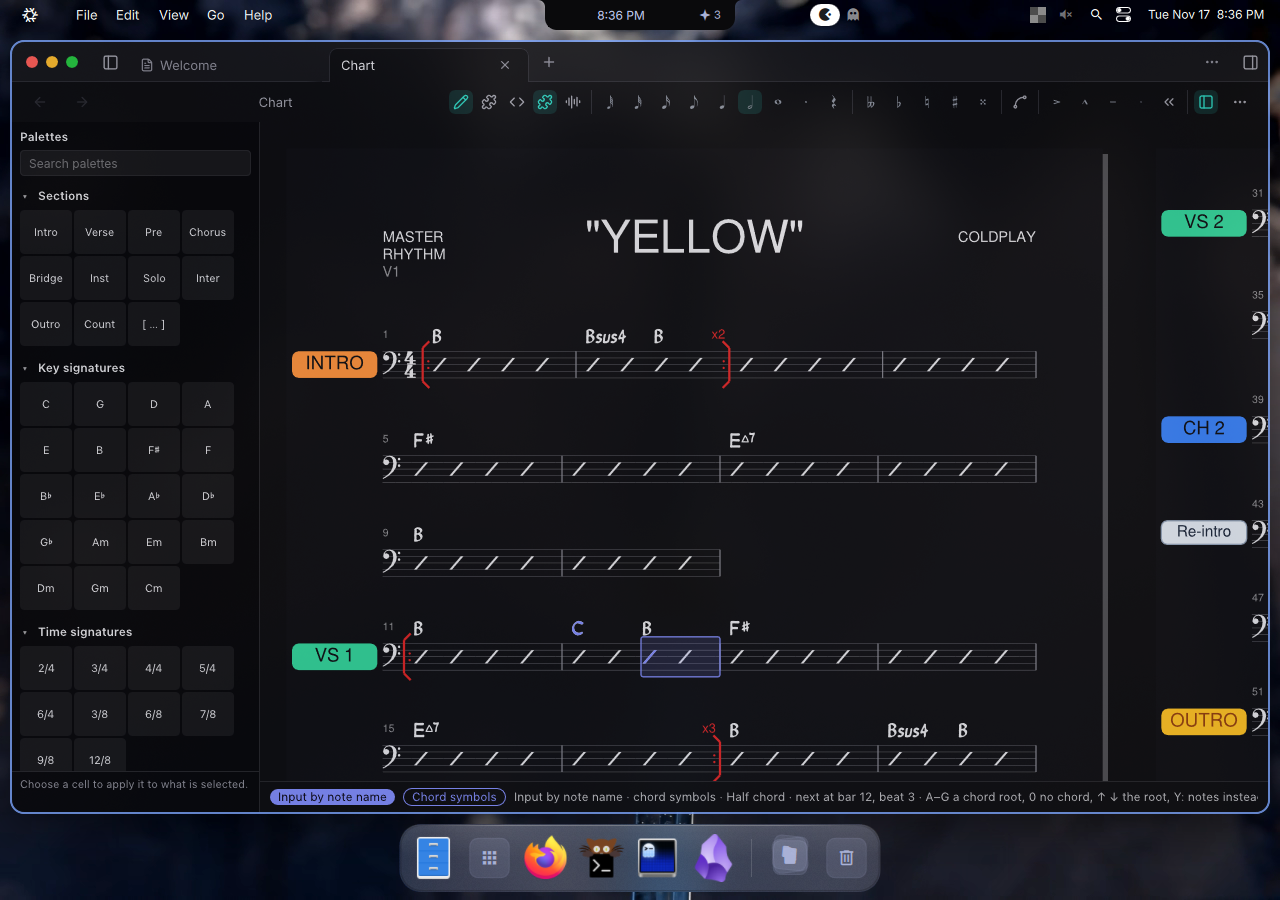 File Edit View Go Help
8:36 PM
3
Tue Nov 17 8:36 PM
Welcome
Chart
Chart
Palettes
Search palettes
Sections
Intro Verse Pre Chorus
Bridge Inst Solo Inter
Outro Count [ ... ]
Key signatures
C G D A
E B F♯ F
B♭ E♭ A♭ D♭
G♭ Am Em Bm
Dm Gm Cm
Time signatures
2/4 3/4 4/4 5/4
6/4 3/8 6/8 7/8
9/8 12/8
Choose a cell to apply it to what is selected.
MASTER
RHYTHM
V1
"YELLOW"
COLDPLAY
1 B Bsus4 B x2
INTRO 4/4
5 F# E△7
9 B
11 B C B F#
VS 1
15 E△7 x3 B Bsus4 B
31
VS 2
35
39
CH 2
43
Re-intro
47
51
OUTRO
Input by note name Chord symbols Input by note name · chord symbols · Half chord · next at bar 12, beat 3 · A–G a chord root, 0 no chord, ↑ ↓ the root, Y: notes instea